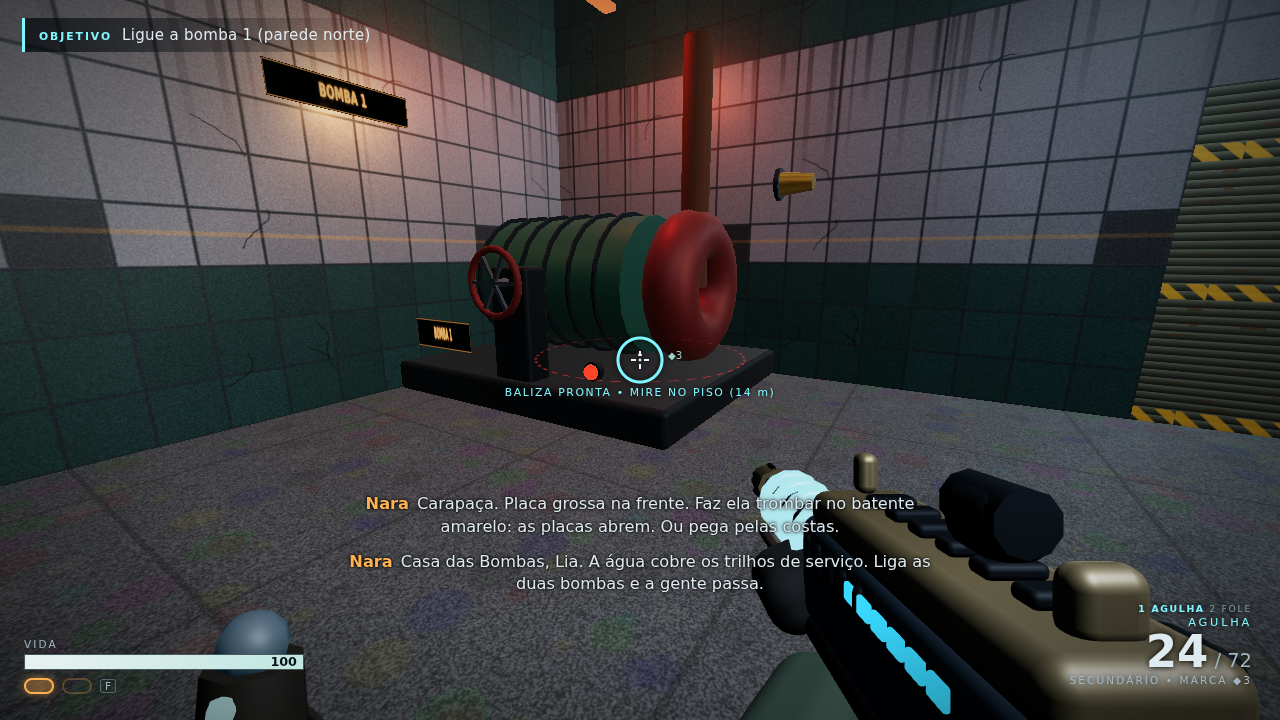 OBJETIVO Ligue a bomba 1 (parede norte)
BOMBA 1
BOMBA 1
◆3
BALIZA PRONTA • MIRE NO PISO (14 m)
Nara Carapaça. Placa grossa na frente. Faz ela trombar no batente
amarelo: as placas abrem. Ou pega pelas costas.
Nara Casa das Bombas, Lia. A água cobre os trilhos de serviço. Liga as
duas bombas e a gente passa.
VIDA
100
F
1 AGULHA 2 FOLE
AGULHA
24 / 72
SECUNDÁRIO • MARCA ◆3